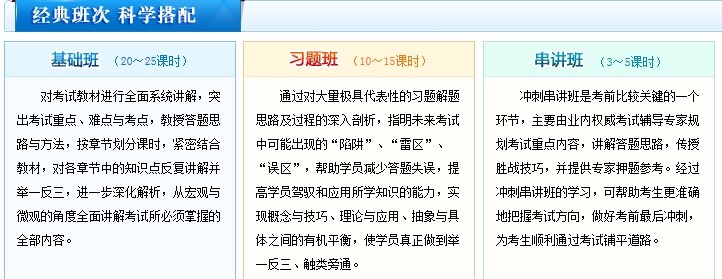 经典班次 科学搭配
基础班 （20～25课时）
对考试教材进行全面系统讲解，突
出考试重点、难点与考点，教授答题思
路与方法，按章节划分课时，紧密结合
教材，对各章节中的知识点反复讲解并
举一反三，进一步深化解析，从宏观与
微观的角度全面讲解考试所必须掌握的
全部内容。
习题班 （10～15课时）
通过对大量极具代表性的习题解题
思路及过程的深入剖析，指明未来考试
中可能出现的“陷阱”、“雷区”、
“误区”，帮助学员减少答题失误，提
高学员驾驭和应用所学知识的能力，实
现概念与技巧、理论与应用、抽象与具
体之间的有机平衡，使学员真正做到举
一反三、触类旁通。
串讲班 （3～5课时）
冲刺串讲班是考前比较关键的一个
环节，主要由业内权威考试辅导专家规
划考试重点内容，讲解答题思路，传授
胜战技巧，并提供专家押题参考。经过
冲刺串讲班的学习，可帮助考生更准确
地把握考试方向，做好考前最后冲刺，
为考生顺利通过考试铺平道路。